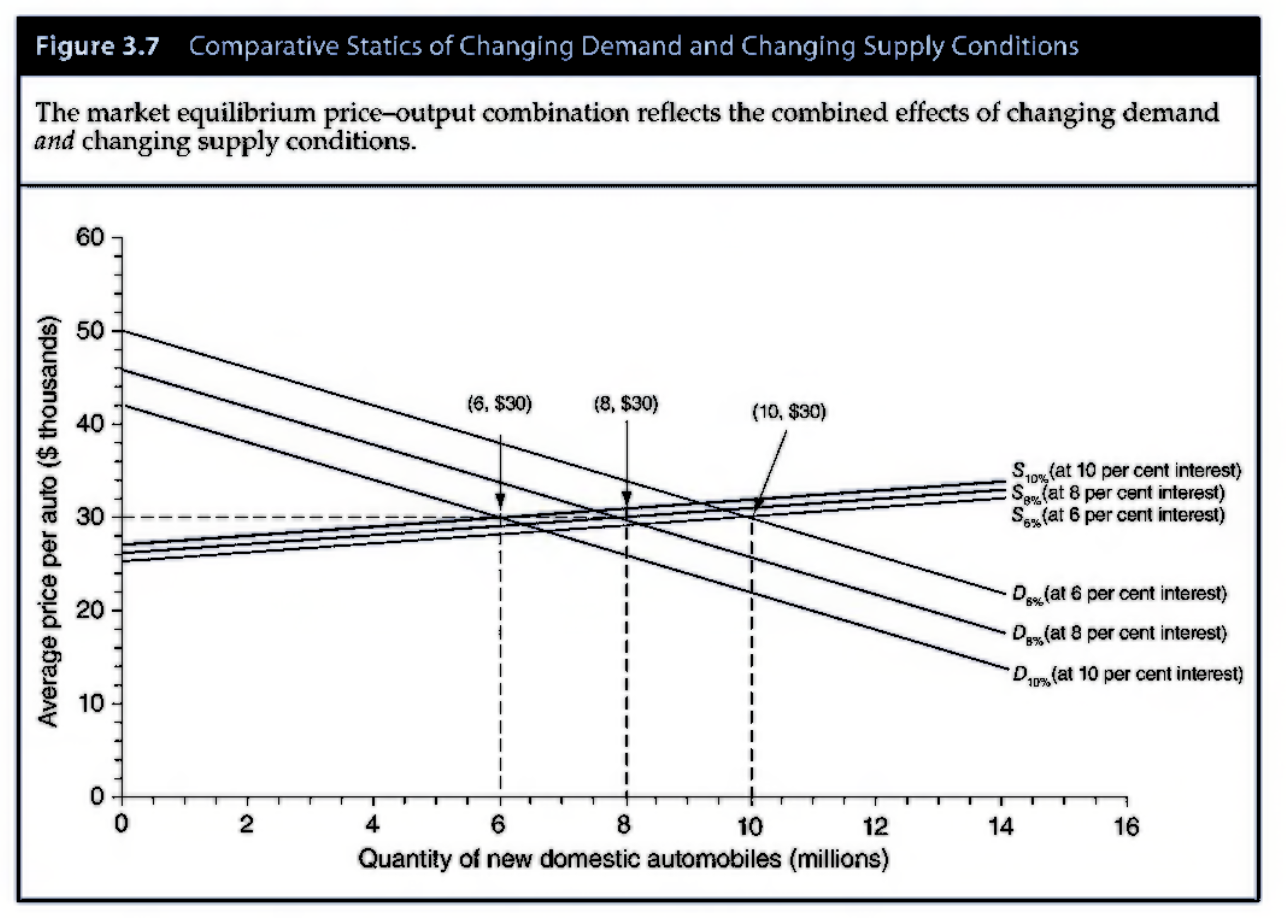 Figure 3.7 Comparative Statics of Changing Demand and Changing Supply Conditions
The market equilibrium price–output combination reflects the combined effects of changing demand
and changing supply conditions.
Average price per auto ($ thousands)
60
50
40
30
20
10
0
(6, $30)
(8, $30)
(10, $30)
S10% (at 10 per cent interest)
S8% (at 8 per cent interest)
S6% (at 6 per cent interest)
D6% (at 6 per cent interest)
D8% (at 8 per cent interest)
D10% (at 10 per cent interest)
0 2 4 6 8 10 12 14 16
Quantity of new domestic automobiles (millions)